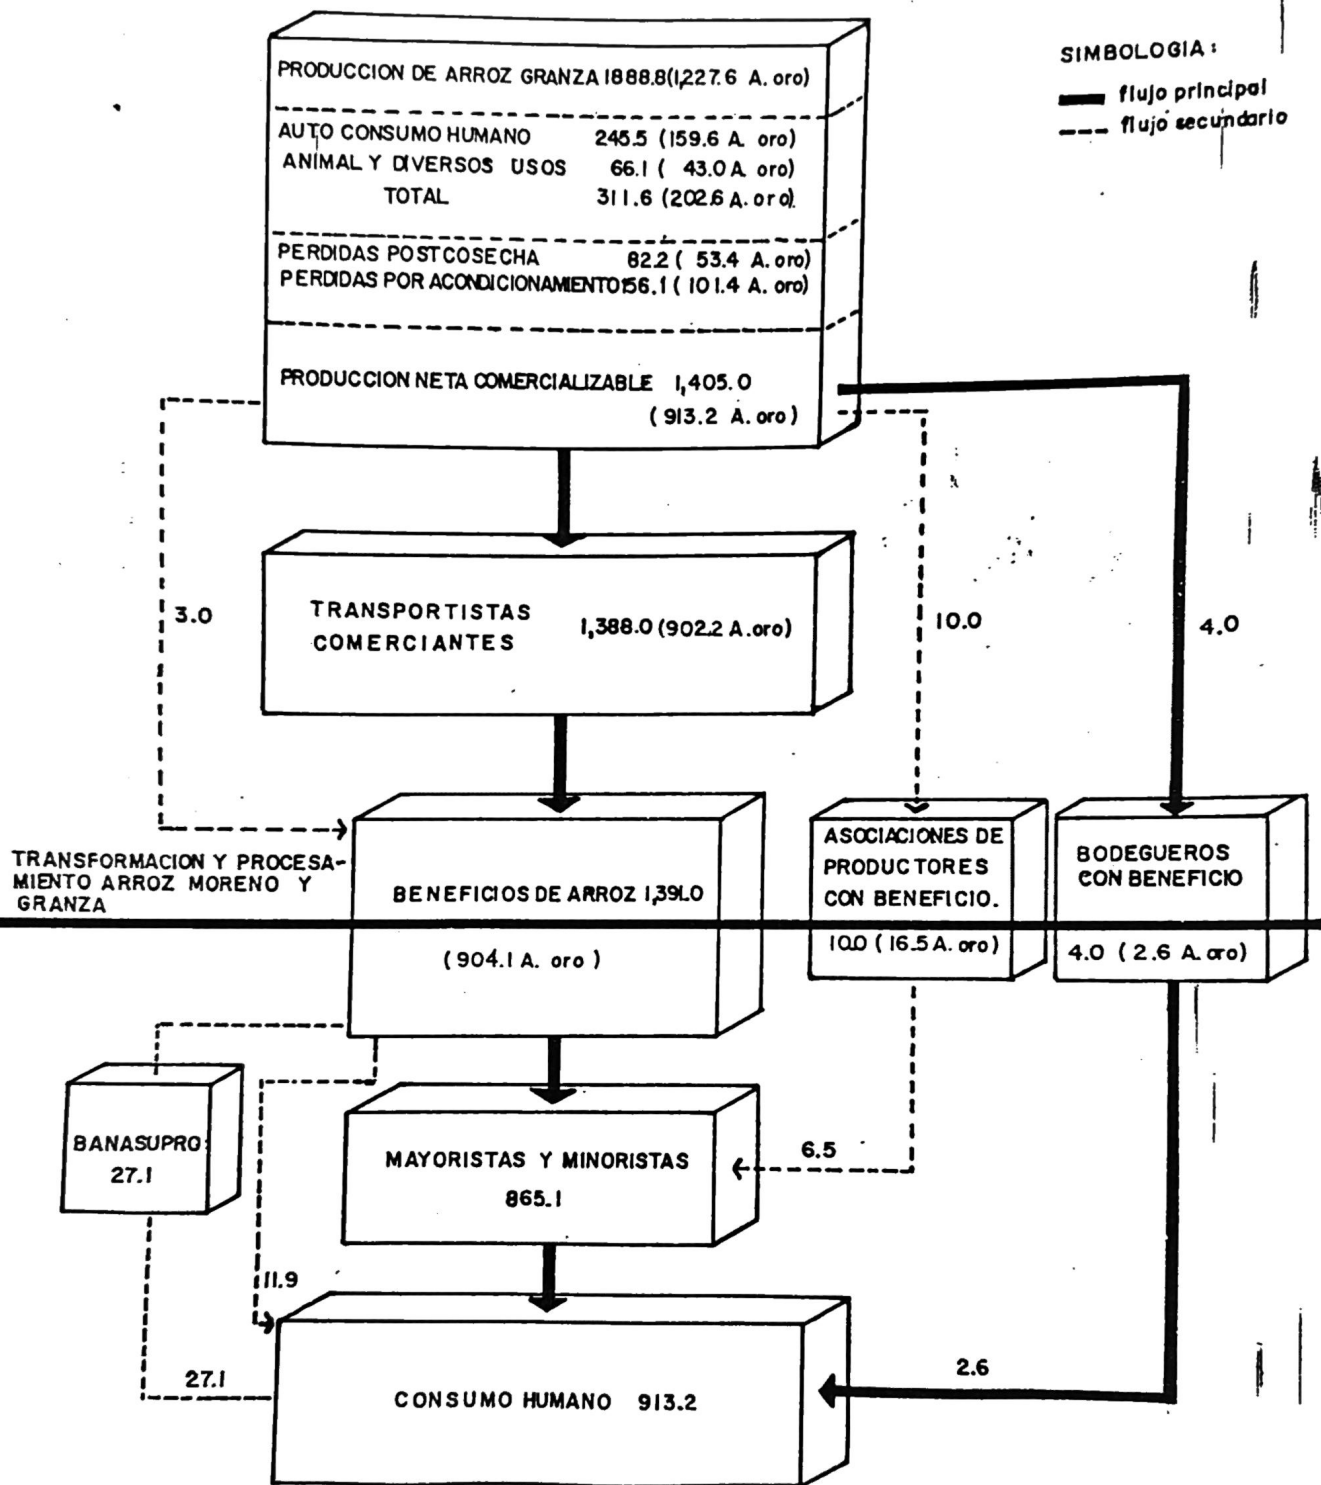 SIMBOLOGIA:
flujo principal
flujo secundario
PRODUCCION DE ARROZ GRANZA 1888.8(1,227.6 A. oro)
AUTO CONSUMO HUMANO 245.5 (159.6 A. oro)
ANIMAL Y DIVERSOS USOS 66.1 ( 43.0 A. oro)
TOTAL 311.6 (202.6 A. oro).
PERDIDAS POSTCOSECHA 82.2 ( 53.4 A. oro)
PERDIDAS POR ACONDICIONAMIENTO 156.1 ( 101.4 A. oro)
PRODUCCION NETA COMERCIALIZABLE 1,405.0
(913.2 A. oro)
3.0
10.0
4.0
TRANSPORTISTAS
COMERCIANTES 1,388.0 (902.2 A.oro)
TRANSFORMACION Y PROCESA-
MIENTO ARROZ MORENO Y
GRANZA
BENEFICIOS DE ARROZ 1,391.0
(904.1 A. oro )
ASOCIACIONES DE
PRODUCTORES
CON BENEFICIO.
10.0 (16.5 A. oro)
BODEGUEROS
CON BENEFICIO
4.0 (2.6 A. oro)
BANASUPRO
27.1
MAYORISTAS Y MINORISTAS
865.1
6.5
11.9
27.1
CONSUMO HUMANO 913.2
2.6